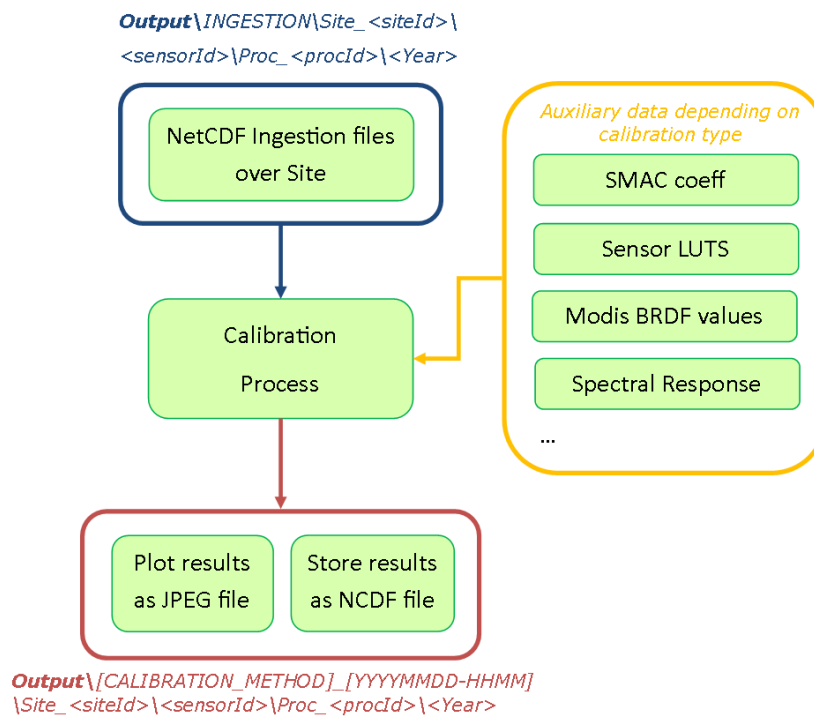 Output\INGESTION\Site_<siteId>\
<sensorId>\Proc_<procId>\<Year>
NetCDF Ingestion files
over Site
Auxiliary data depending on
calibration type
SMAC coeff
Sensor LUTS
Modis BRDF values
Spectral Response
...
Calibration
Process
Plot results
as JPEG file
Store results
as NCDF file
Output\[CALIBRATION_METHOD]_[YYYYMMDD-HHMM]
\Site_<siteId>\<sensorId>\Proc_<procId>\<Year>